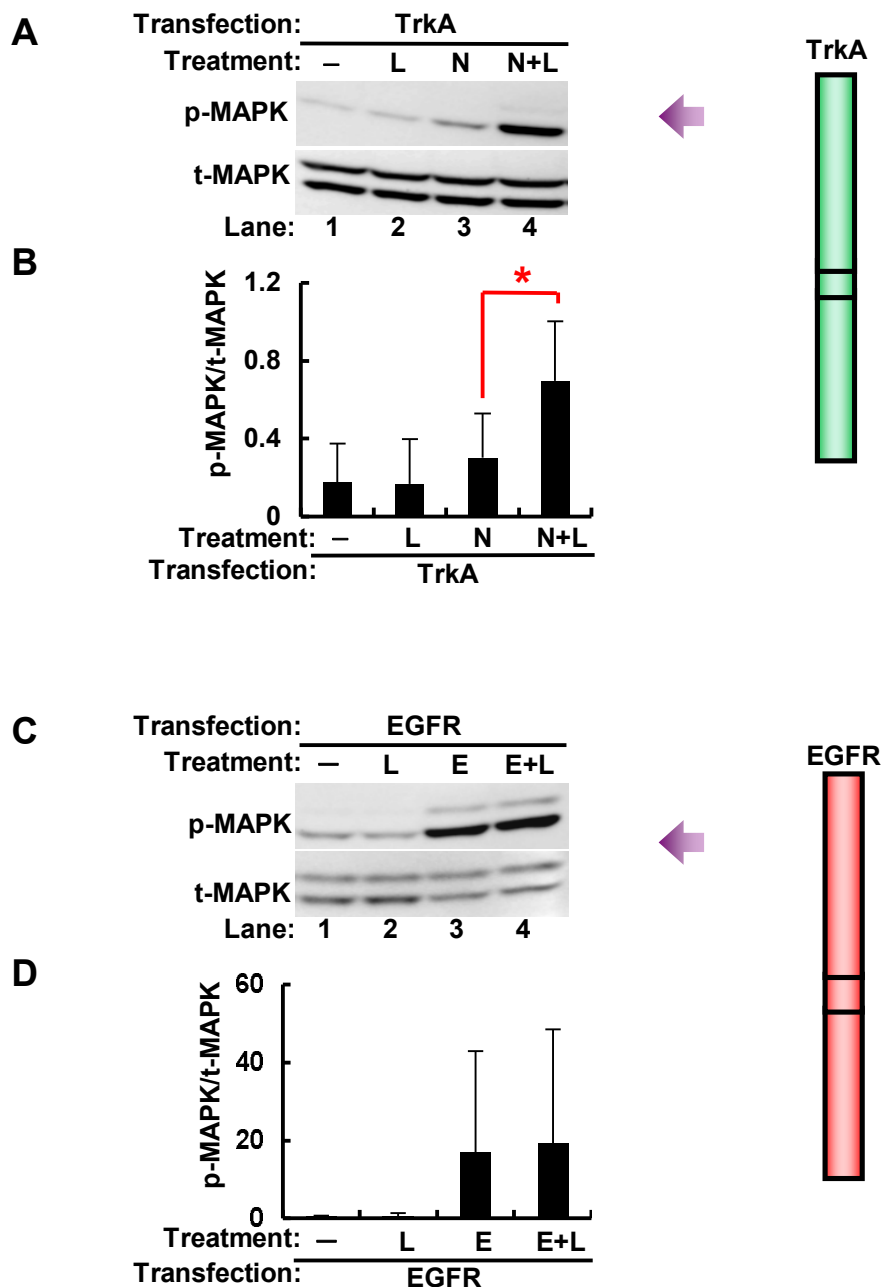 A
Transfection: TrkA
Treatment: – L N N+L
p-MAPK
t-MAPK
Lane: 1 2 3 4
TrkA
B
p-MAPK/t-MAPK
1.2
0.8
0.4
0
*
Treatment: – L N N+L
Transfection: TrkA
C
Transfection: EGFR
Treatment: – L E E+L
p-MAPK
t-MAPK
Lane: 1 2 3 4
EGFR
D
p-MAPK/t-MAPK
60
40
20
0
Treatment: – L E E+L
Transfection: EGFR